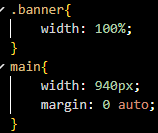 .banner{
    width: 100%;
}
main{
    width: 940px;
    margin: 0 auto;
}